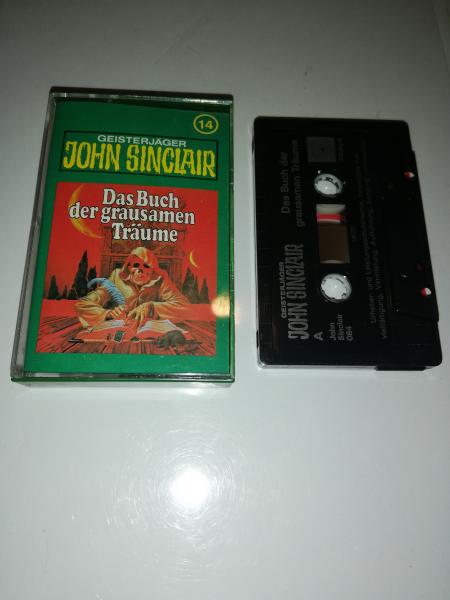 14
GEISTERJÄGER
JOHN SINCLAIR
Das Buch
der grausamen
Träume
Das Buch der
grausamen Träume
GEISTERJÄGER
JOHN SINCLAIR
A
John
Sinclair
064